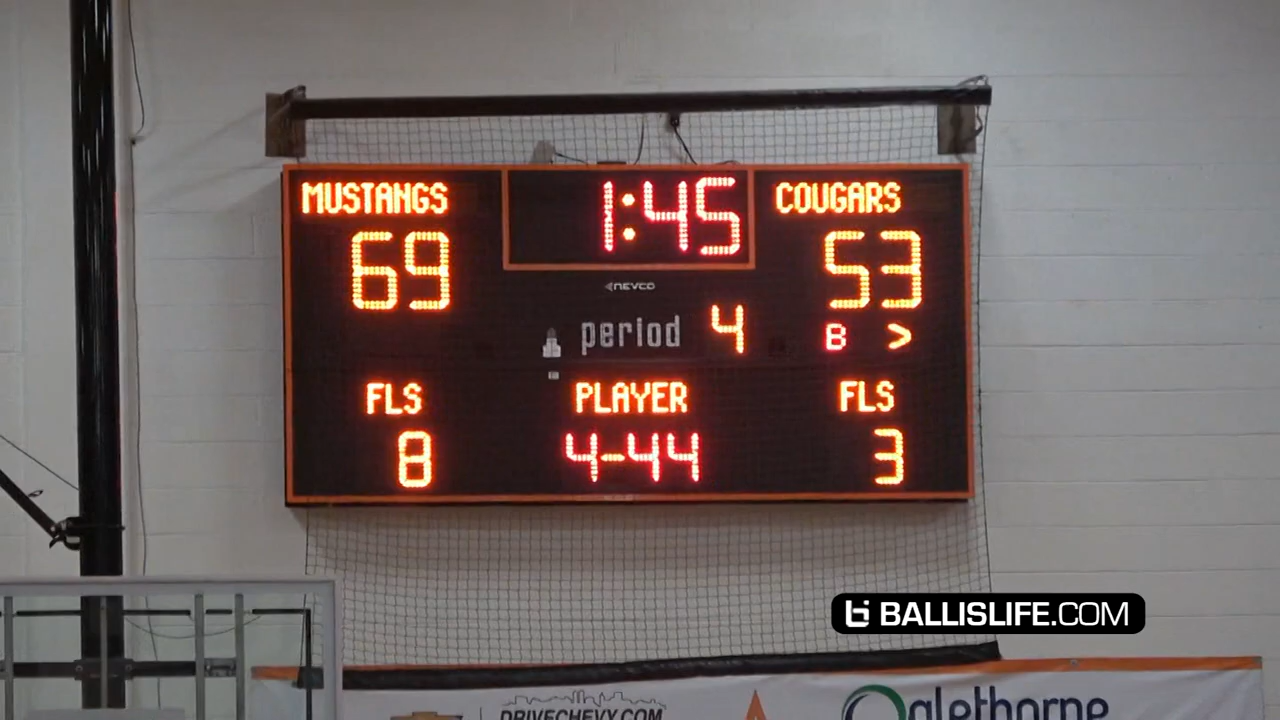 MUSTANGS 1:45 COUGARS
69 53
NEVCO
period 4 B >
FLS PLAYER FLS
8 4-44 3
BALLISLIFE.COM
DRIVECHEVY.COM
Oglethorpe